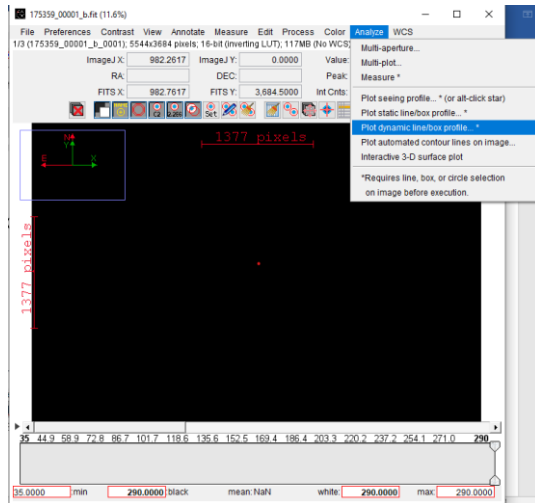 175359_00001_b.fit (11.6%)
File Preferences Contrast View Annotate Measure Edit Process Color Analyze WCS
1/3 (175359_00001_b_0001); 5544x3684 pixels; 16-bit (inverting LUT); 117MB (No WCS)
ImageJ X: 982.2617 ImageJ Y: 0.0000 Value:
RA: DEC: Peak:
FITS X: 982.7617 FITS Y: 3,684.5000 Int Cnts:
Multi-aperture...
Multi-plot...
Measure *
Plot seeing profile... * (or alt-click star)
Plot static line/box profile... *
Plot dynamic line/box profile... *
Plot automated contour lines on image...
Interactive 3-D surface plot
*Requires line, box, or circle selection
on image before execution.
N
Y
E
X
1377 pixels
1377 pixels
35 44.9 58.9 72.8 86.7 101.7 118.6 135.6 152.5 169.4 186.4 203.3 220.2 237.2 254.1 271.0 290
35.0000 :min 290.0000 :black mean: NaN white: 290.0000 max: 290.0000